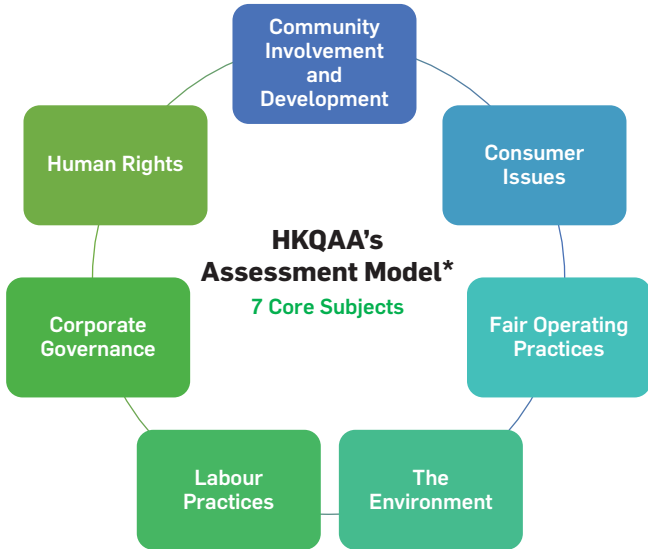 Community
Involvement
and
Development
Human Rights
Consumer
Issues
HKQAA's
Assessment Model*
7 Core Subjects
Corporate
Governance
Fair Operating
Practices
Labour
Practices
The
Environment